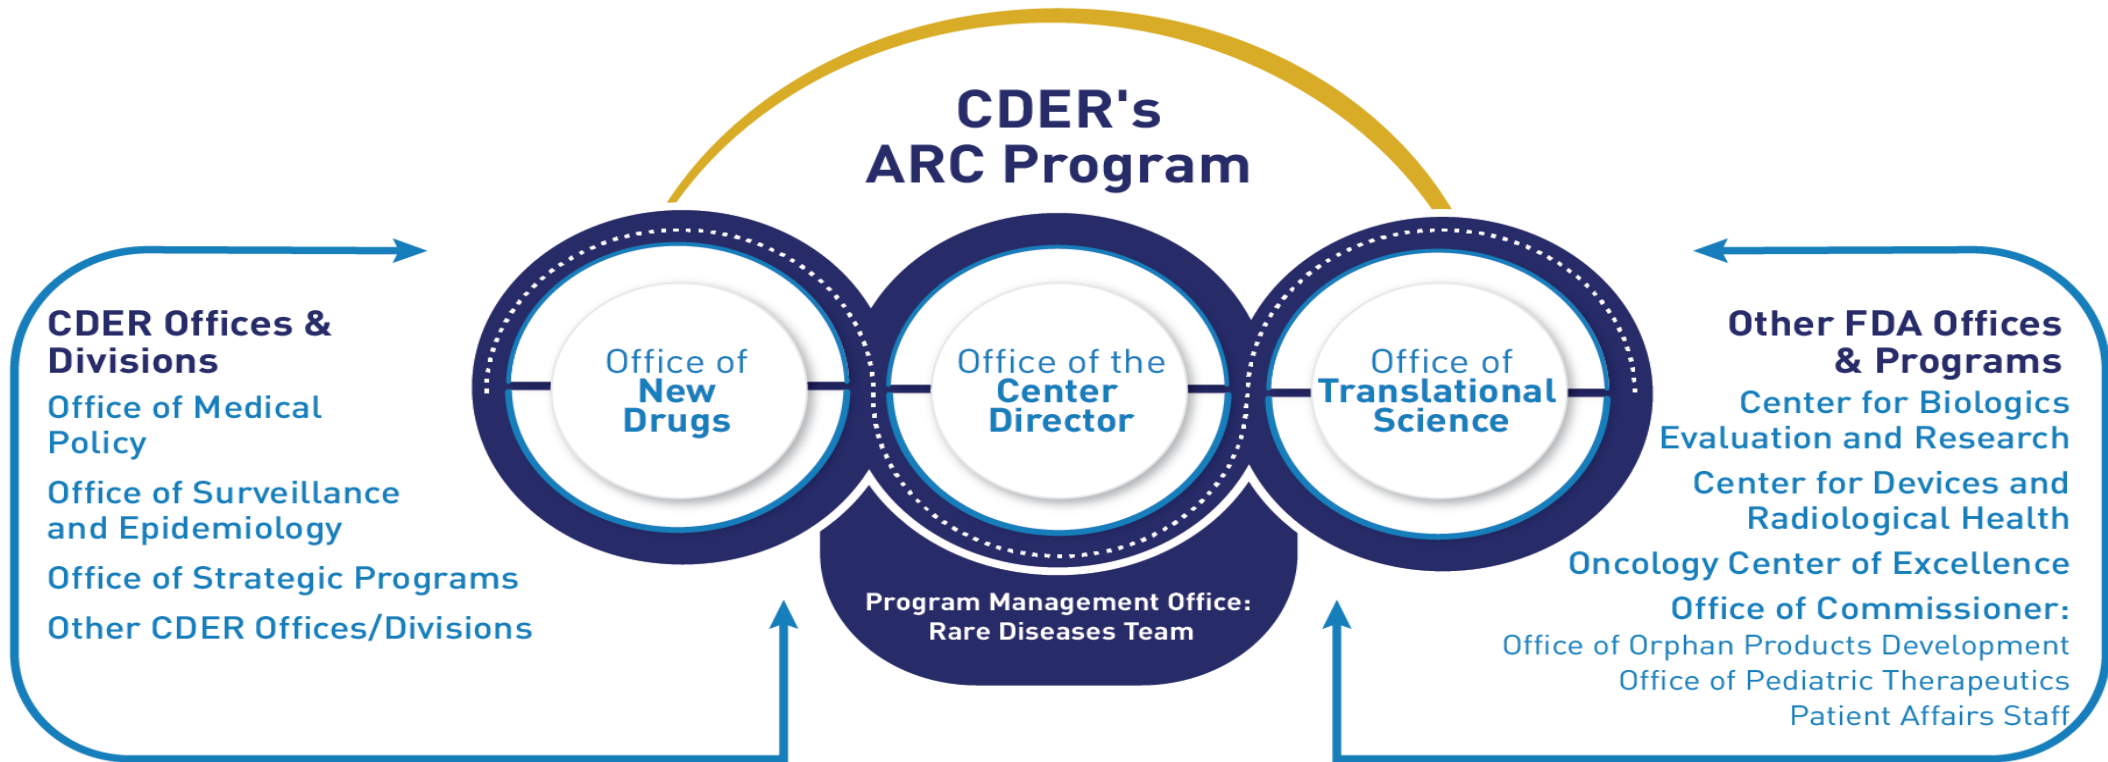 CDER's
ARC Program
CDER Offices &
Divisions
Office of Medical
Policy
Office of Surveillance
and Epidemiology
Office of Strategic Programs
Other CDER Offices/Divisions
Office of
New
Drugs
Office of the
Center
Director
Office of
Translational
Science
Program Management Office:
Rare Diseases Team
Other FDA Offices
& Programs
Center for Biologics
Evaluation and Research
Center for Devices and
Radiological Health
Oncology Center of Excellence
Office of Commissioner:
Office of Orphan Products Development
Office of Pediatric Therapeutics
Patient Affairs Staff